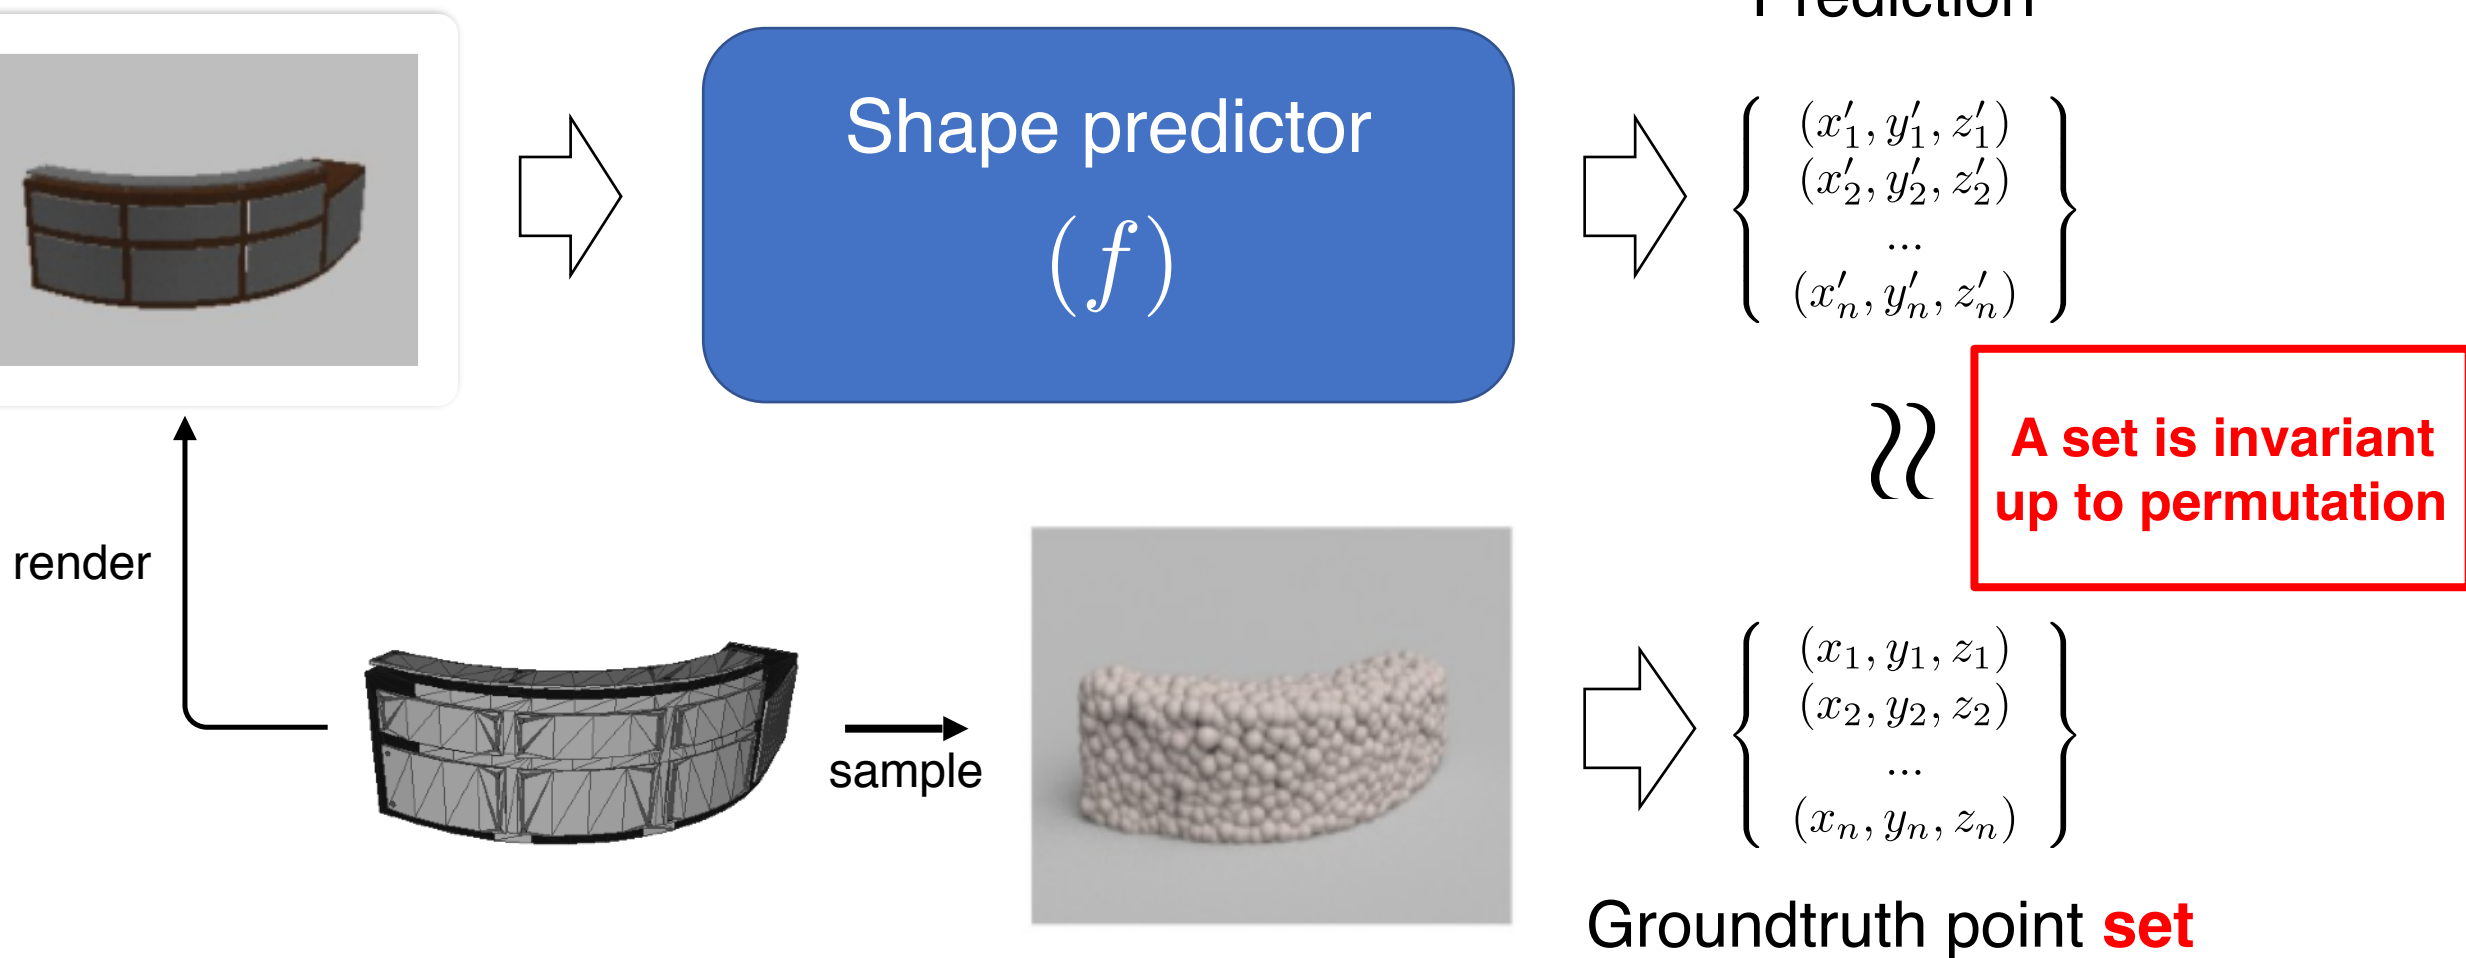 Prediction
Shape predictor
(f)
(x′₁, y′₁, z′₁)
(x′₂, y′₂, z′₂)
...
(x′ₙ, y′ₙ, z′ₙ)
≈
A set is invariant
up to permutation
render
sample
(x₁, y₁, z₁)
(x₂, y₂, z₂)
...
(xₙ, yₙ, zₙ)
Groundtruth point set